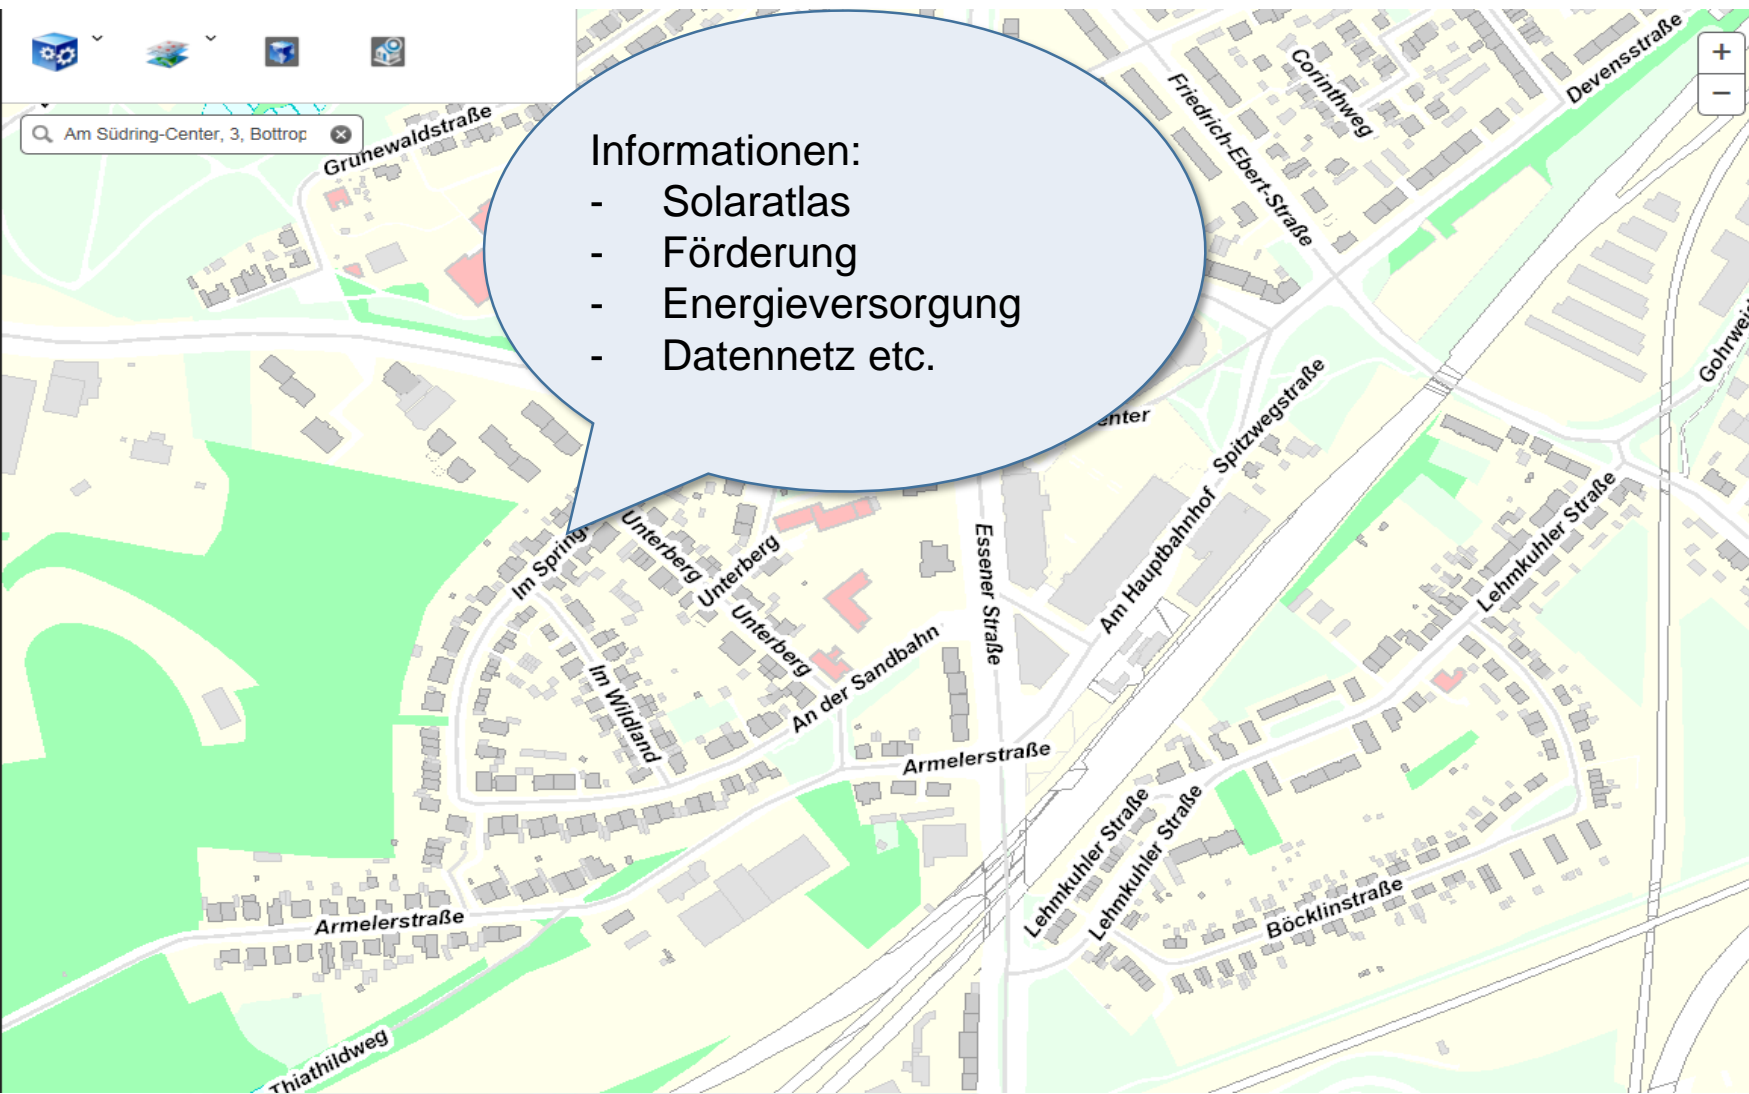 Am Südring-Center, 3, Bottrop
+
−
Informationen:
- Solaratlas
- Förderung
- Energieversorgung
- Datennetz etc.
Grünewaldstraße
Corinthweg
Devensstraße
Friedrich-Ebert-Straße
Spitzwegstraße
Am Hauptbahnhof
Essener Straße
Lehmkuhler Straße
Im Spring
Unterberg
Unterberg
Unterberg
Im Wildland
An der Sandbahn
Armelerstraße
Lehmkuhler Straße
Lehmkuhler Straße
Böcklinstraße
Armelerstraße
Thiathildweg